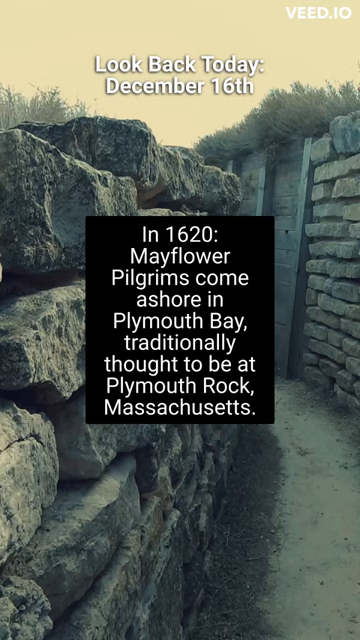 VEED.IO
Look Back Today:
December 16th
In 1620:
Mayflower
Pilgrims come
ashore in
Plymouth Bay,
traditionally
thought to be at
Plymouth Rock,
Massachusetts.